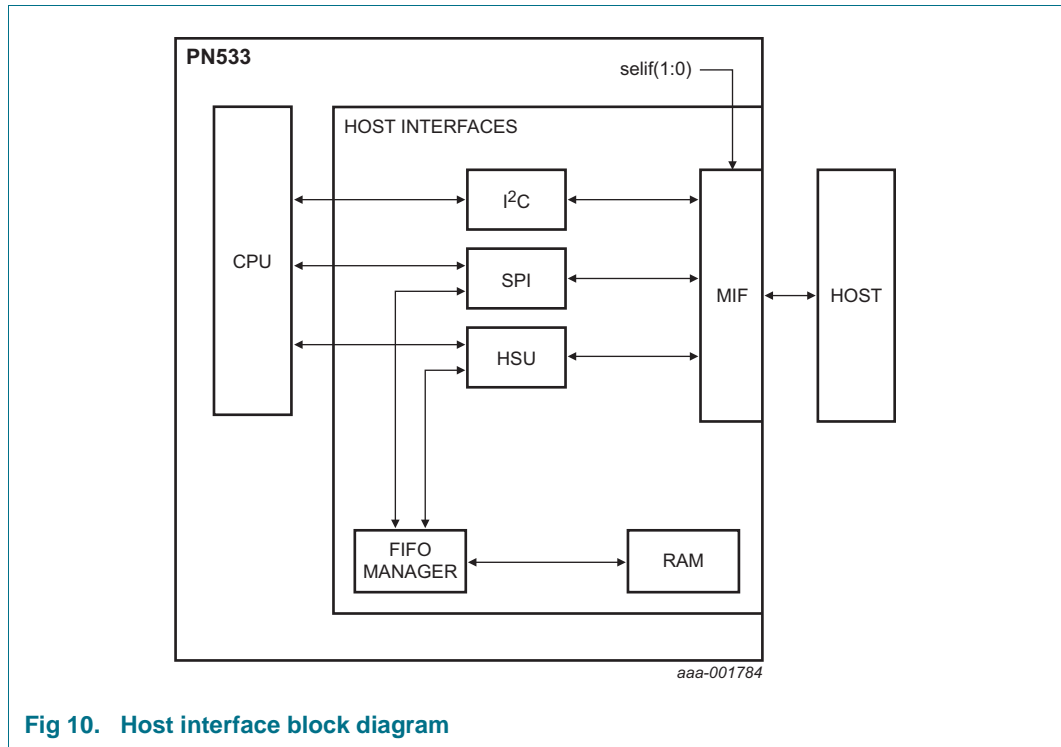 PN533
selif(1:0)
HOST INTERFACES
I²C
CPU
SPI
MIF
HOST
HSU
FIFO
MANAGER
RAM
aaa-001784
Fig 10. Host interface block diagram